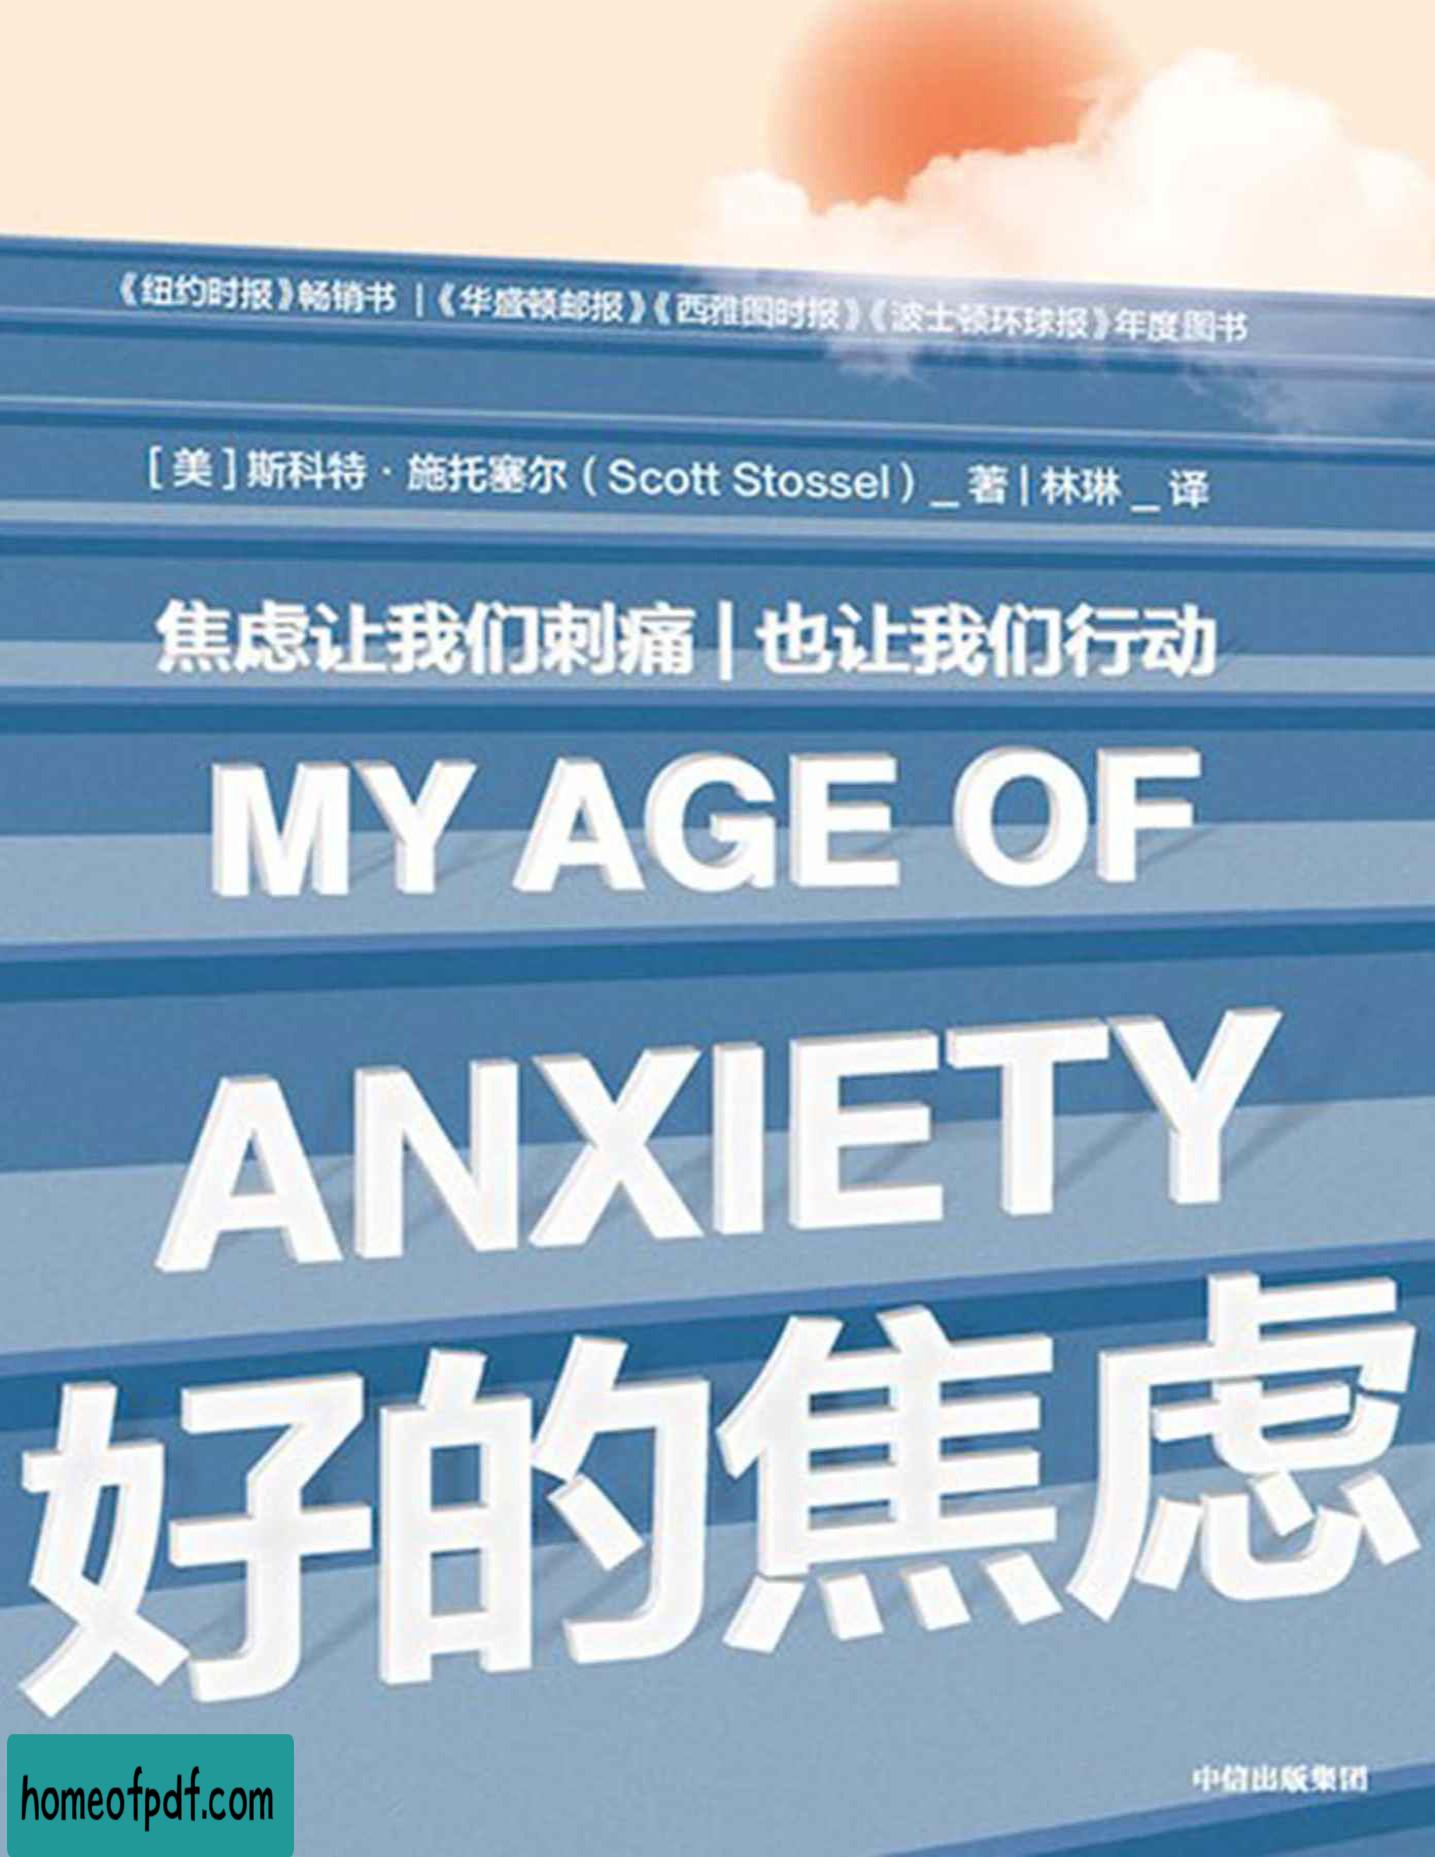 《纽约时报》畅销书 |《华盛顿邮报》《西雅图时报》《波士顿环球报》年度图书
[美]斯科特·施托塞尔(Scott Stossel)_著|林琳_译
焦虑让我们刺痛|也让我们行动
MY AGE OF
ANXIETY
好的焦虑
homeofpdf.com
中信出版集团